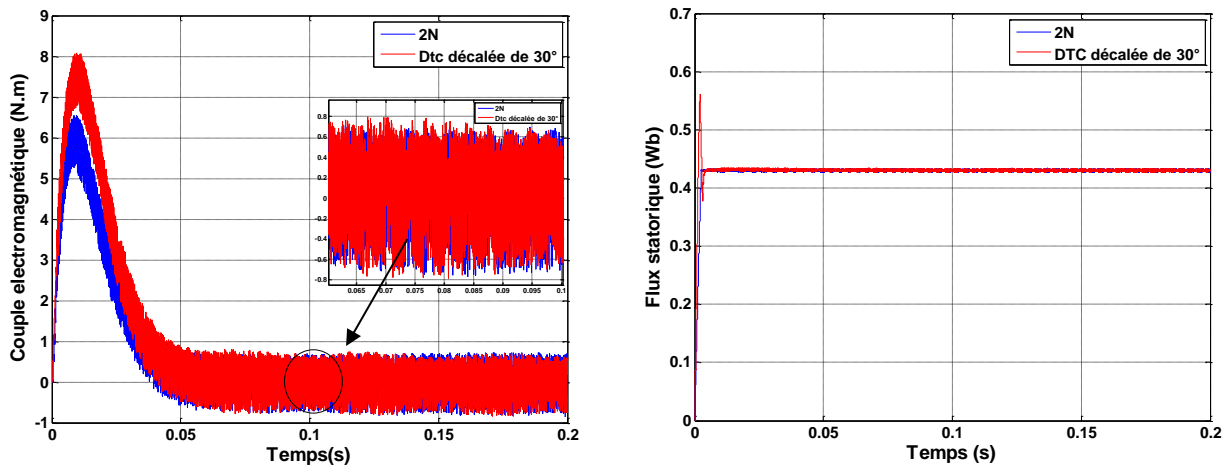 Couple electromagnétique (N.m)
9
8
7
6
5
4
3
2
1
0
-1
2N
Dtc décalée de 30°
0.8
0.6
0.4
0.2
0
-0.2
-0.4
-0.6
-0.8
2N
Dtc décalée de 30°
0.065 0.07 0.075 0.08 0.085 0.09 0.095 0.1
0 0.05 0.1 0.15 0.2
Temps(s)
Flux statorique (Wb)
0.7
0.6
0.5
0.4
0.3
0.2
0.1
0
2N
DTC décalée de 30°
0 0.05 0.1 0.15 0.2
Temps (s)